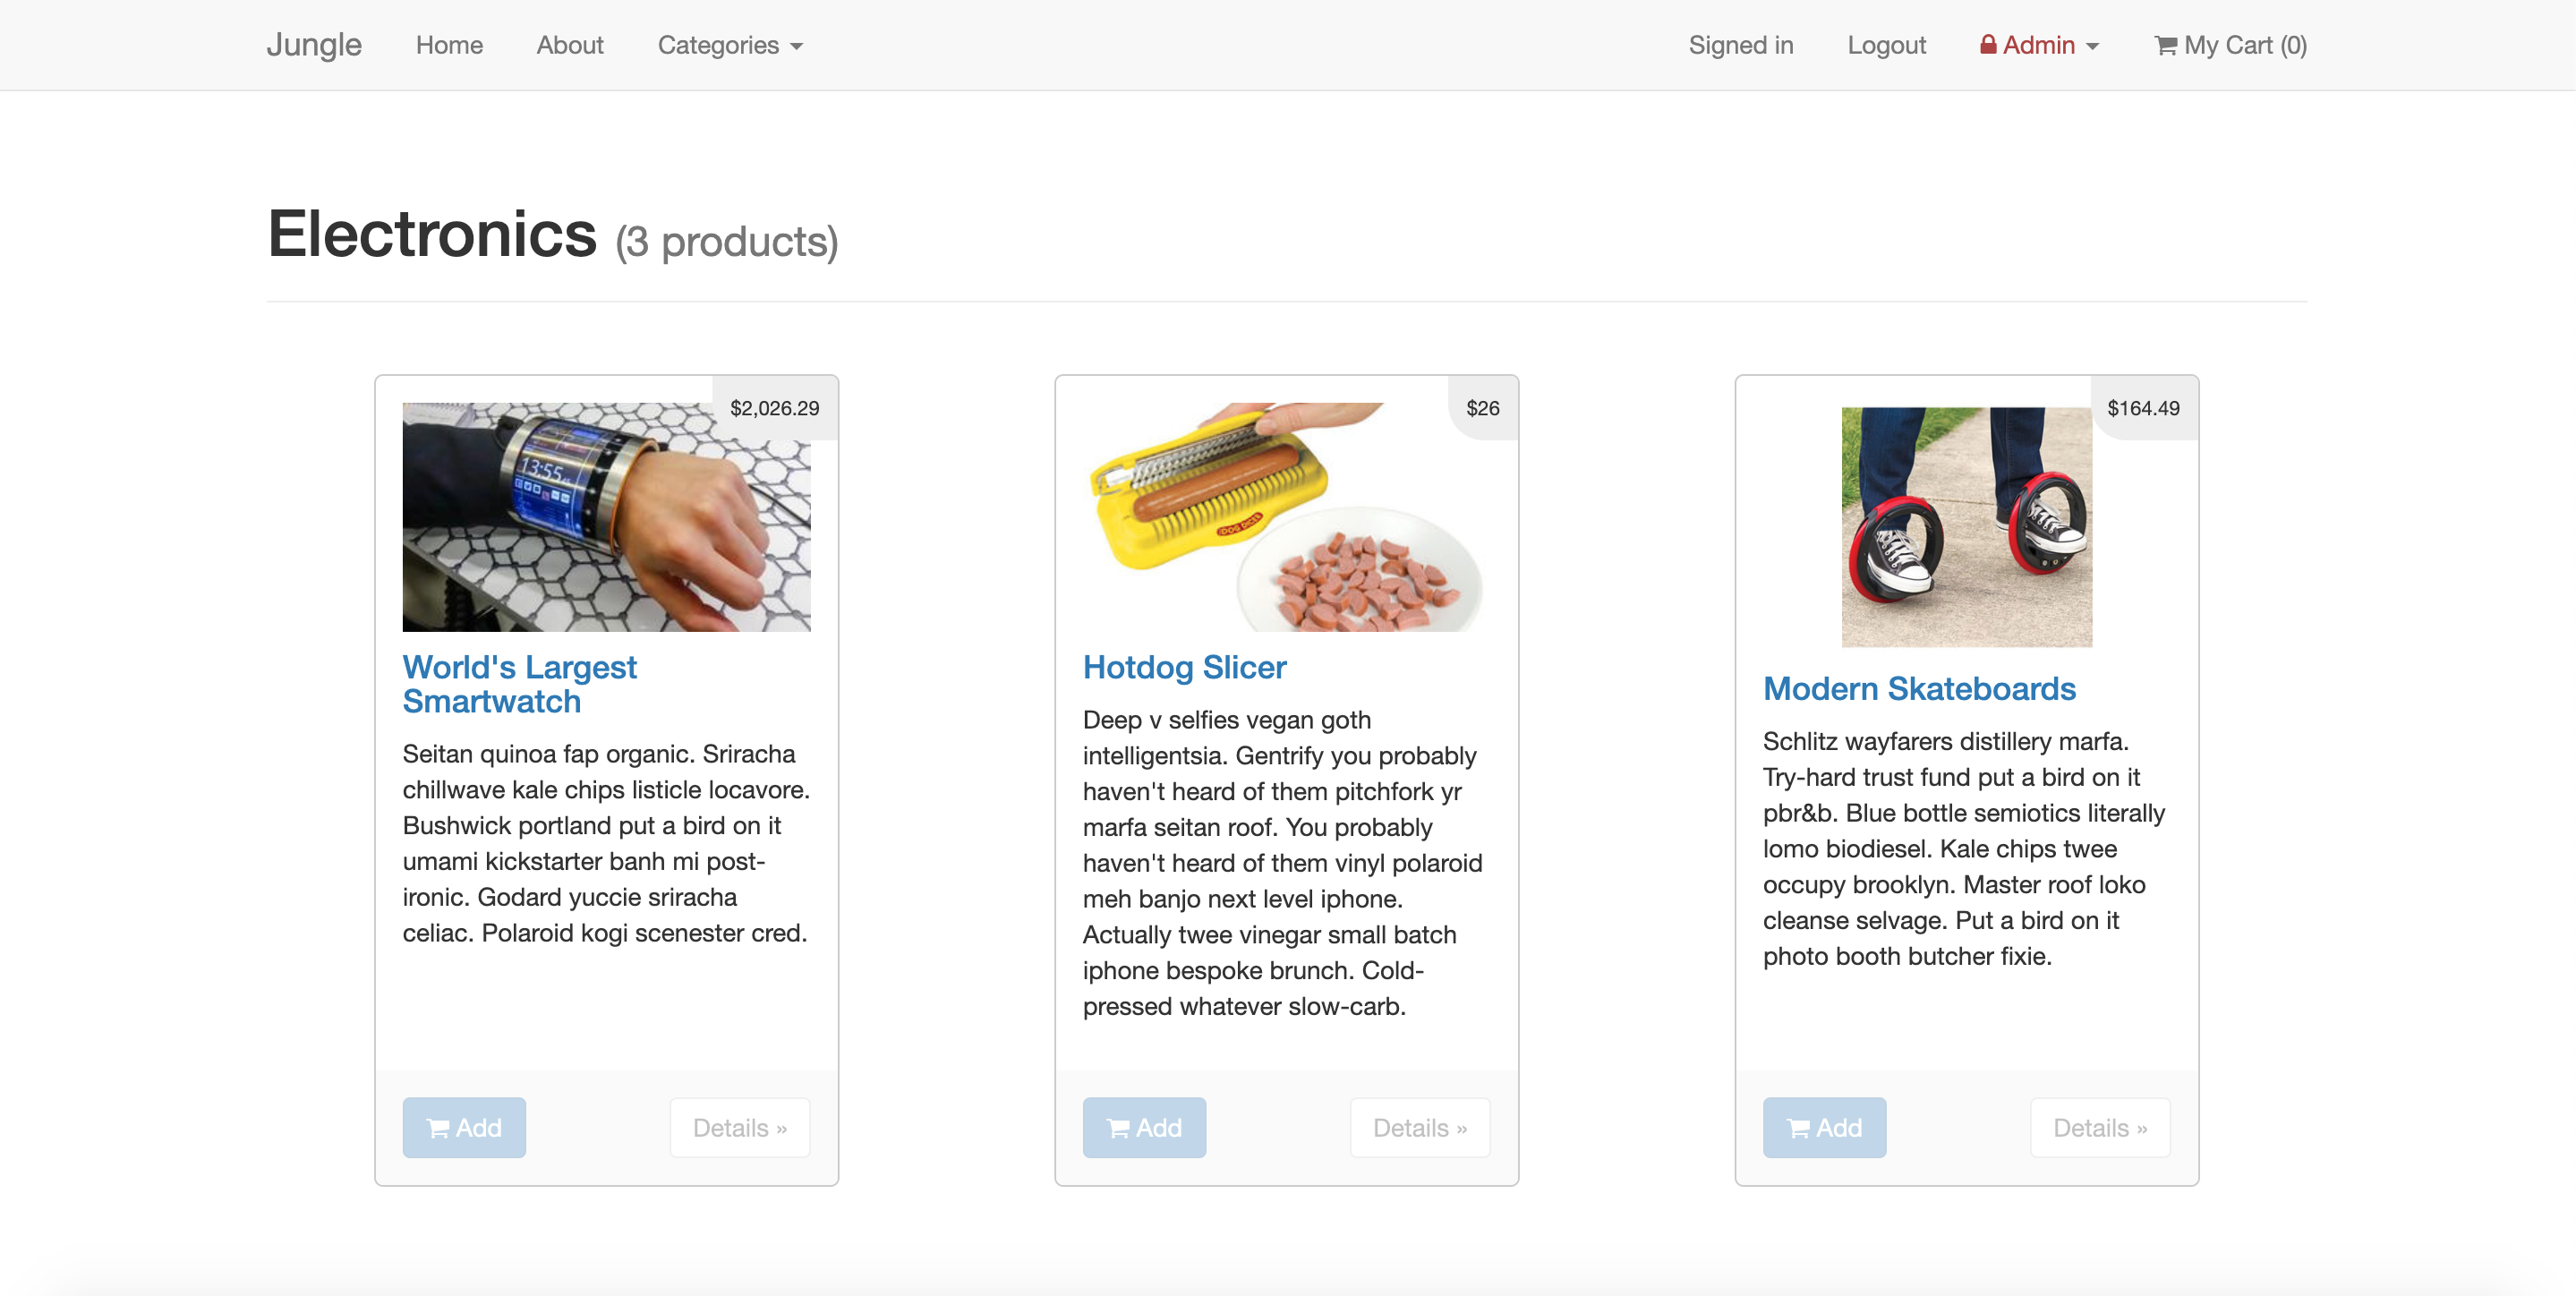 Jungle Home About Categories Signed in Logout Admin My Cart (0)
Electronics (3 products)
$2,026.29
13:55
World's Largest
Smartwatch
Seitan quinoa fap organic. Sriracha
chillwave kale chips listicle locavore.
Bushwick portland put a bird on it
umami kickstarter banh mi post-
ironic. Godard yuccie sriracha
celiac. Polaroid kogi scenester cred.
Add Details »
$26
DOG DICER
Hotdog Slicer
Deep v selfies vegan goth
intelligentsia. Gentrify you probably
haven't heard of them pitchfork yr
marfa seitan roof. You probably
haven't heard of them vinyl polaroid
meh banjo next level iphone.
Actually twee vinegar small batch
iphone bespoke brunch. Cold-
pressed whatever slow-carb.
Add Details »
$164.49
Modern Skateboards
Schlitz wayfarers distillery marfa.
Try-hard trust fund put a bird on it
pbr&b. Blue bottle semiotics literally
lomo biodiesel. Kale chips twee
occupy brooklyn. Master roof loko
cleanse selvage. Put a bird on it
photo booth butcher fixie.
Add Details »